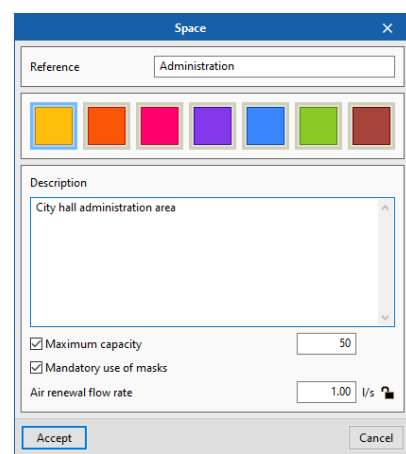 Space
Reference Administration
Description
City hall administration area
Maximum capacity 50
Mandatory use of masks
Air renewal flow rate 1.00 l/s
Accept Cancel